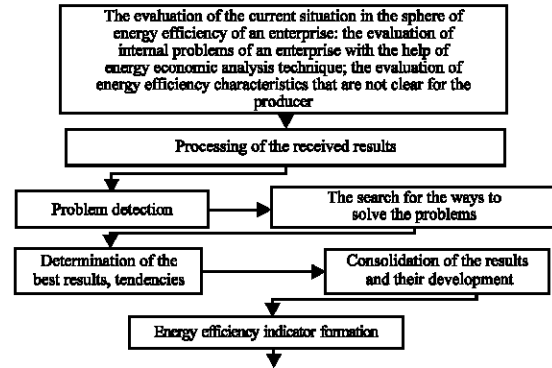 The evaluation of the current situation in the sphere of
energy efficiency of an enterprise: the evaluation of
internal problems of an enterprise with the help of
energy economic analysis technique; the evaluation of
energy efficiency characteristics that are not clear for the
producer
Processing of the received results
Problem detection
The search for the ways to
solve the problems
Determination of the
best results, tendencies
Consolidation of the results
and their development
Energy efficiency indicator formation